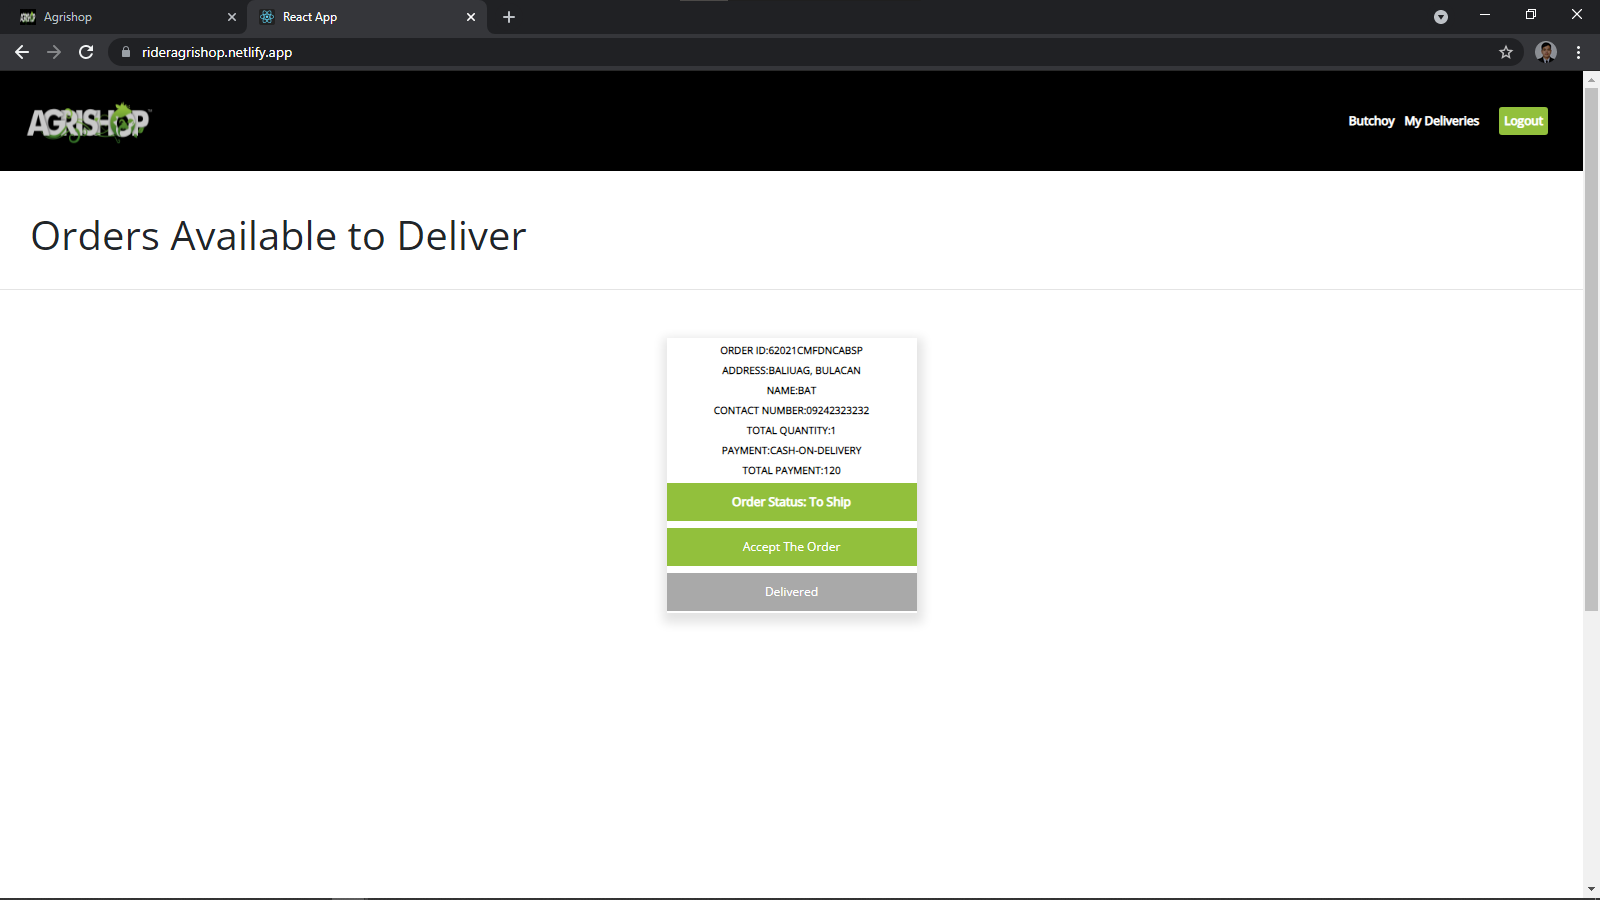 Agrishop
React App
rideragrishop.netlify.app
AGRISHOP
Butchoy My Deliveries Logout
Orders Available to Deliver
ORDER ID:62021CMFDNCABSP
ADDRESS:BALIUAG, BULACAN
NAME:BAT
CONTACT NUMBER:09242323232
TOTAL QUANTITY:1
PAYMENT:CASH-ON-DELIVERY
TOTAL PAYMENT:120
Order Status: To Ship
Accept The Order
Delivered